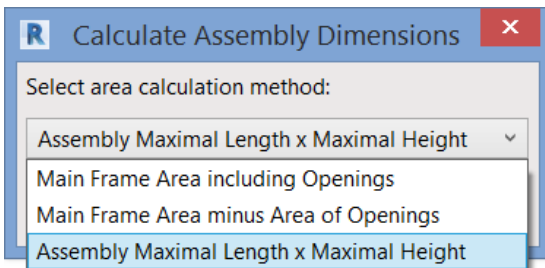 R Calculate Assembly Dimensions
Select area calculation method:
Assembly Maximal Length x Maximal Height
Main Frame Area including Openings
Main Frame Area minus Area of Openings
Assembly Maximal Length x Maximal Height